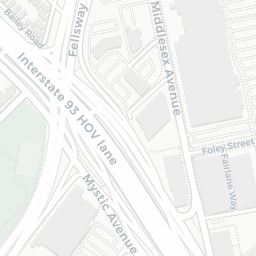 Bailey Road
Fellsway
Middlesex Avenue
Interstate 93 HOV lane
Foley Street
Fairlane Way
Mystic Avenue